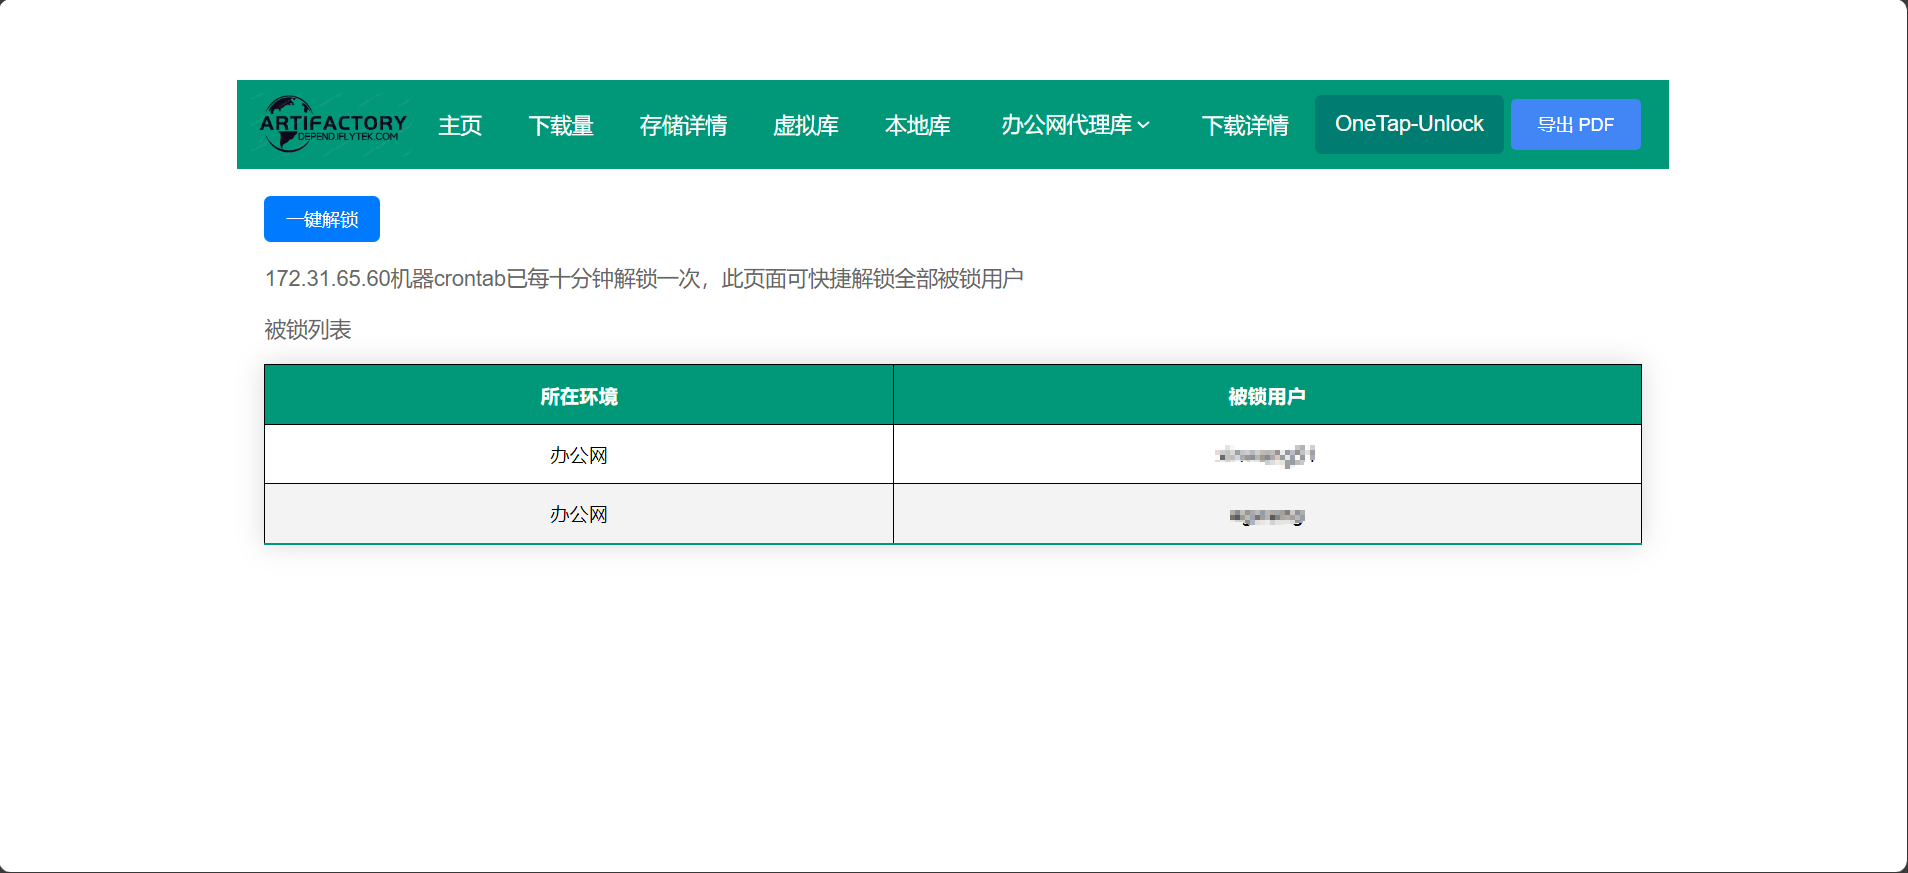 ARTIFACTORY
DEPEND.IFLYTEK.COM
主页 下载量 存储详情 虚拟库 本地库 办公网代理库 下载详情 OneTap-Unlock 导出 PDF
一键解锁
172.31.65.60机器crontab已每十分钟解锁一次，此页面可快捷解锁全部被锁用户
被锁列表
所在环境 被锁用户
办公网
办公网